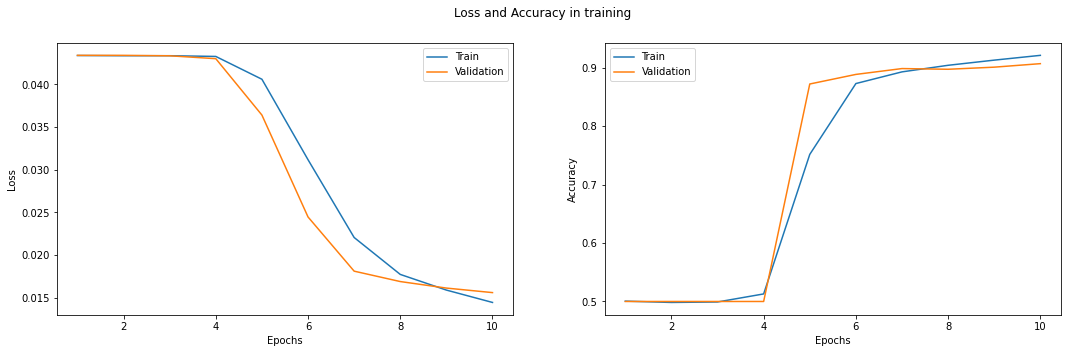 Loss and Accuracy in training
Train
Validation
0.040
0.035
0.030
0.025
0.020
0.015
2 4 6 8 10
Loss
Epochs
Train
Validation
0.9
0.8
0.7
0.6
0.5
2 4 6 8 10
Accuracy
Epochs